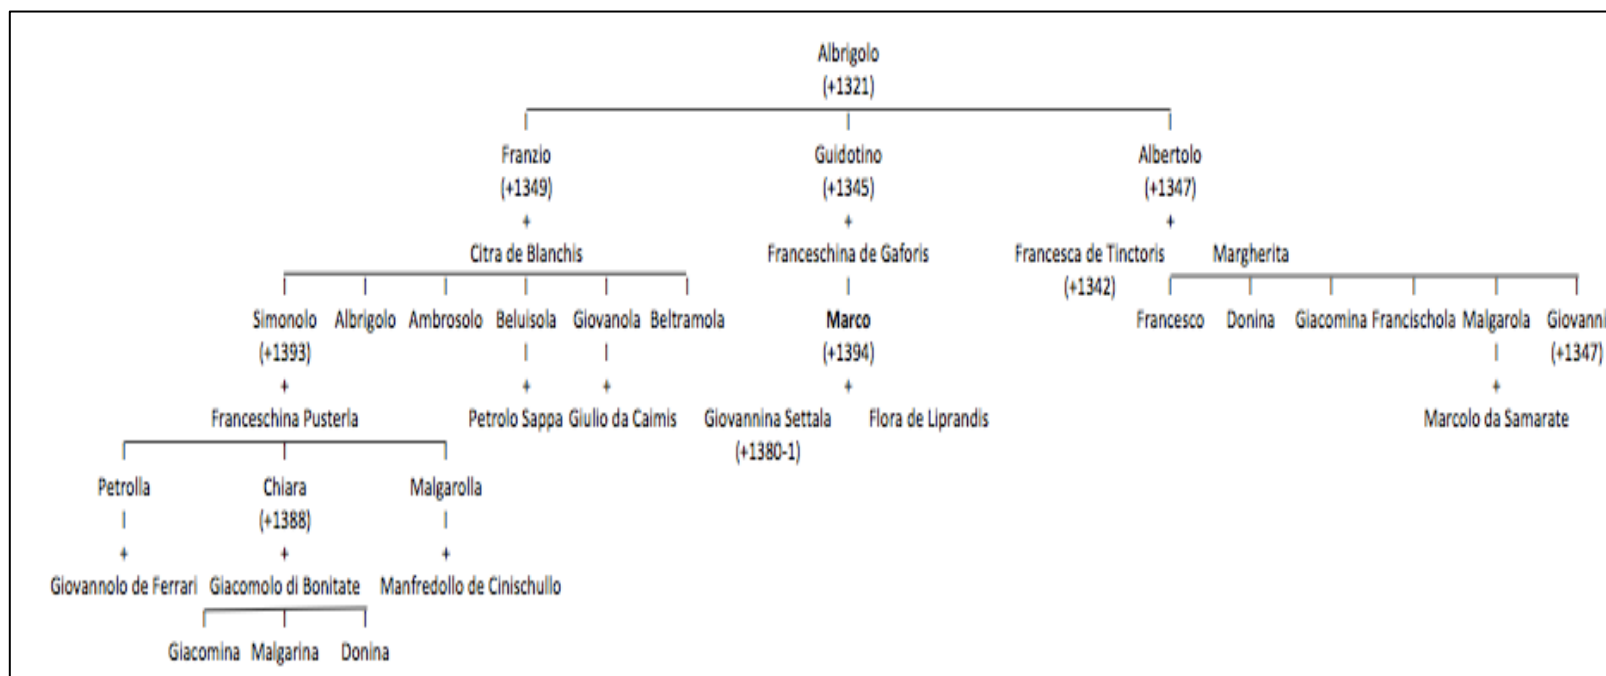 Albrigolo
(+1321)
Franzio Guidotino Albertolo
(+1349) (+1345) (+1347)
+ + +
Citra de Blanchis Franceschina de Gaforis Francesca de Tinctoris Margherita
(+1342)
Simonolo Albrigolo Ambrosolo Beluisola Giovanola Beltramola Marco Francesco Donina Giacomina Francischola Malgarola Giovanni
(+1393) (+1394) (+1347)
+ + + + +
Franceschina Pusterla Petrolo Sappa Giulio da Caimis Giovannina Settala Flora de Liprandis Marcolo da Samarate
(+1380-1)
Petrolla Chiara Malgarolla
(+1388)
+ + +
Giovannolo de Ferrari Giacomolo di Bonitate Manfredollo de Cinischullo
Giacomina Malgarina Donina